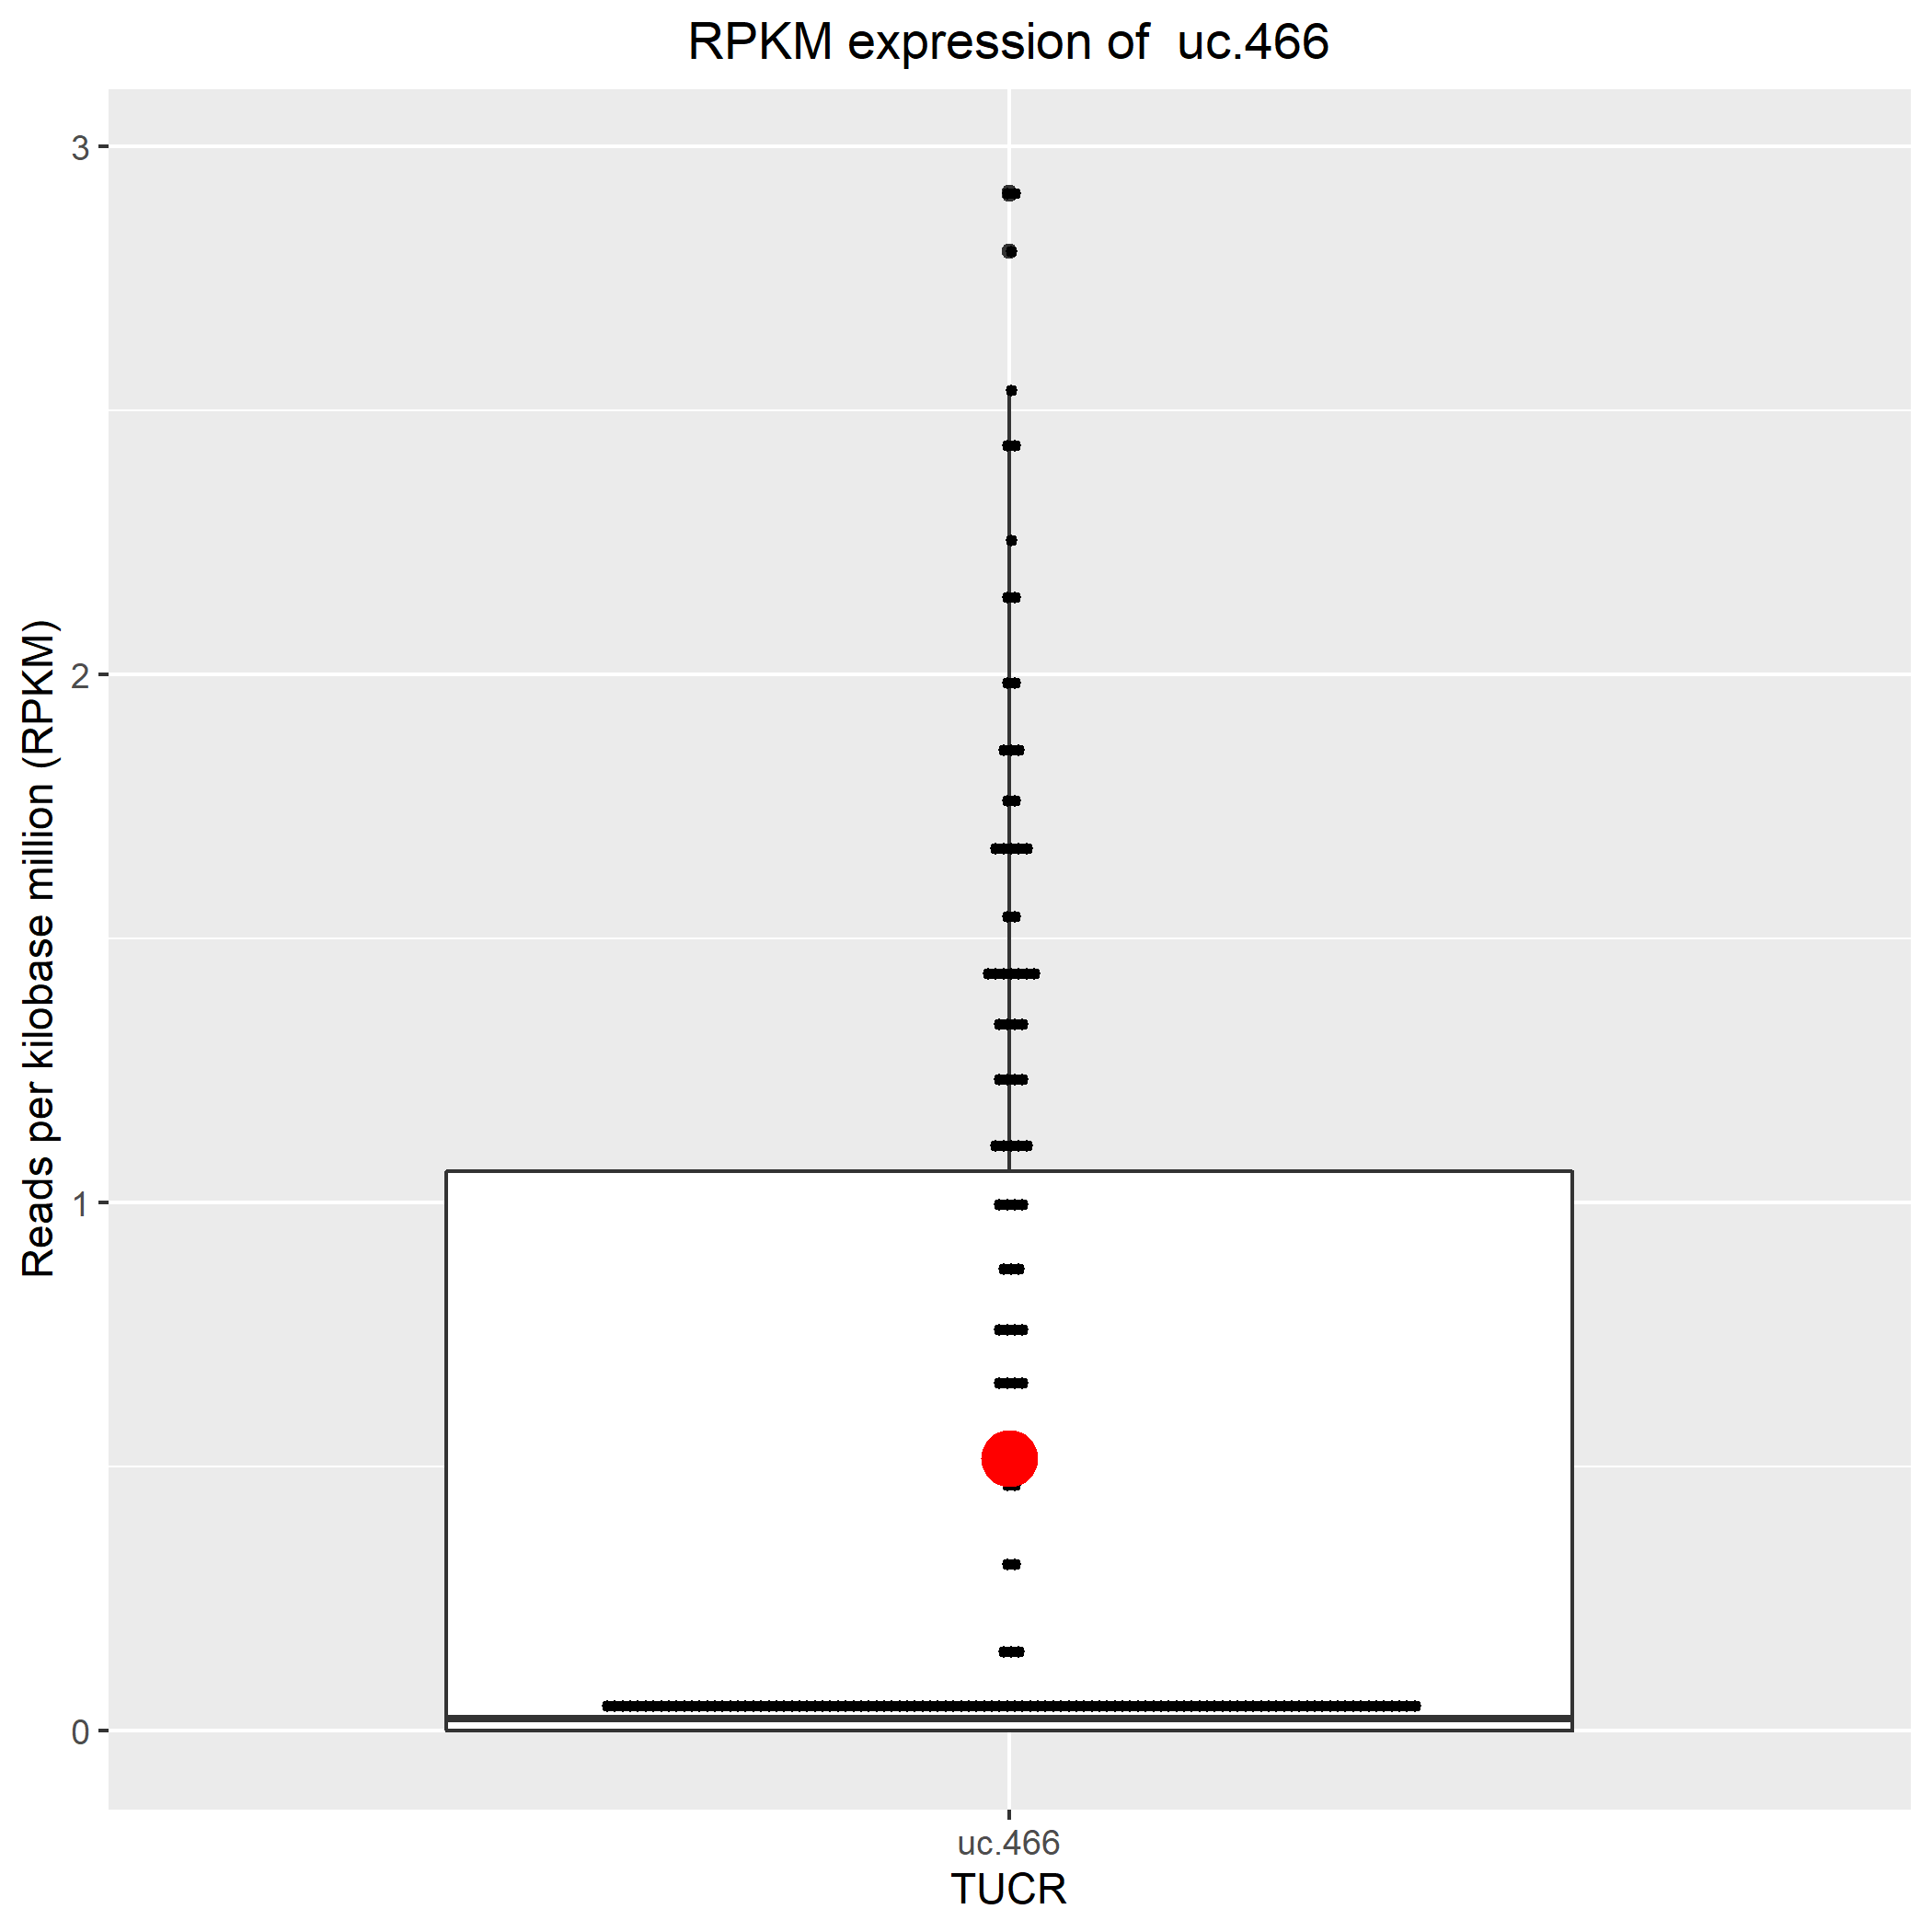 RPKM expression of  uc.466
Reads per kilobase million (RPKM)
3
2
1
0
uc.466
TUCR